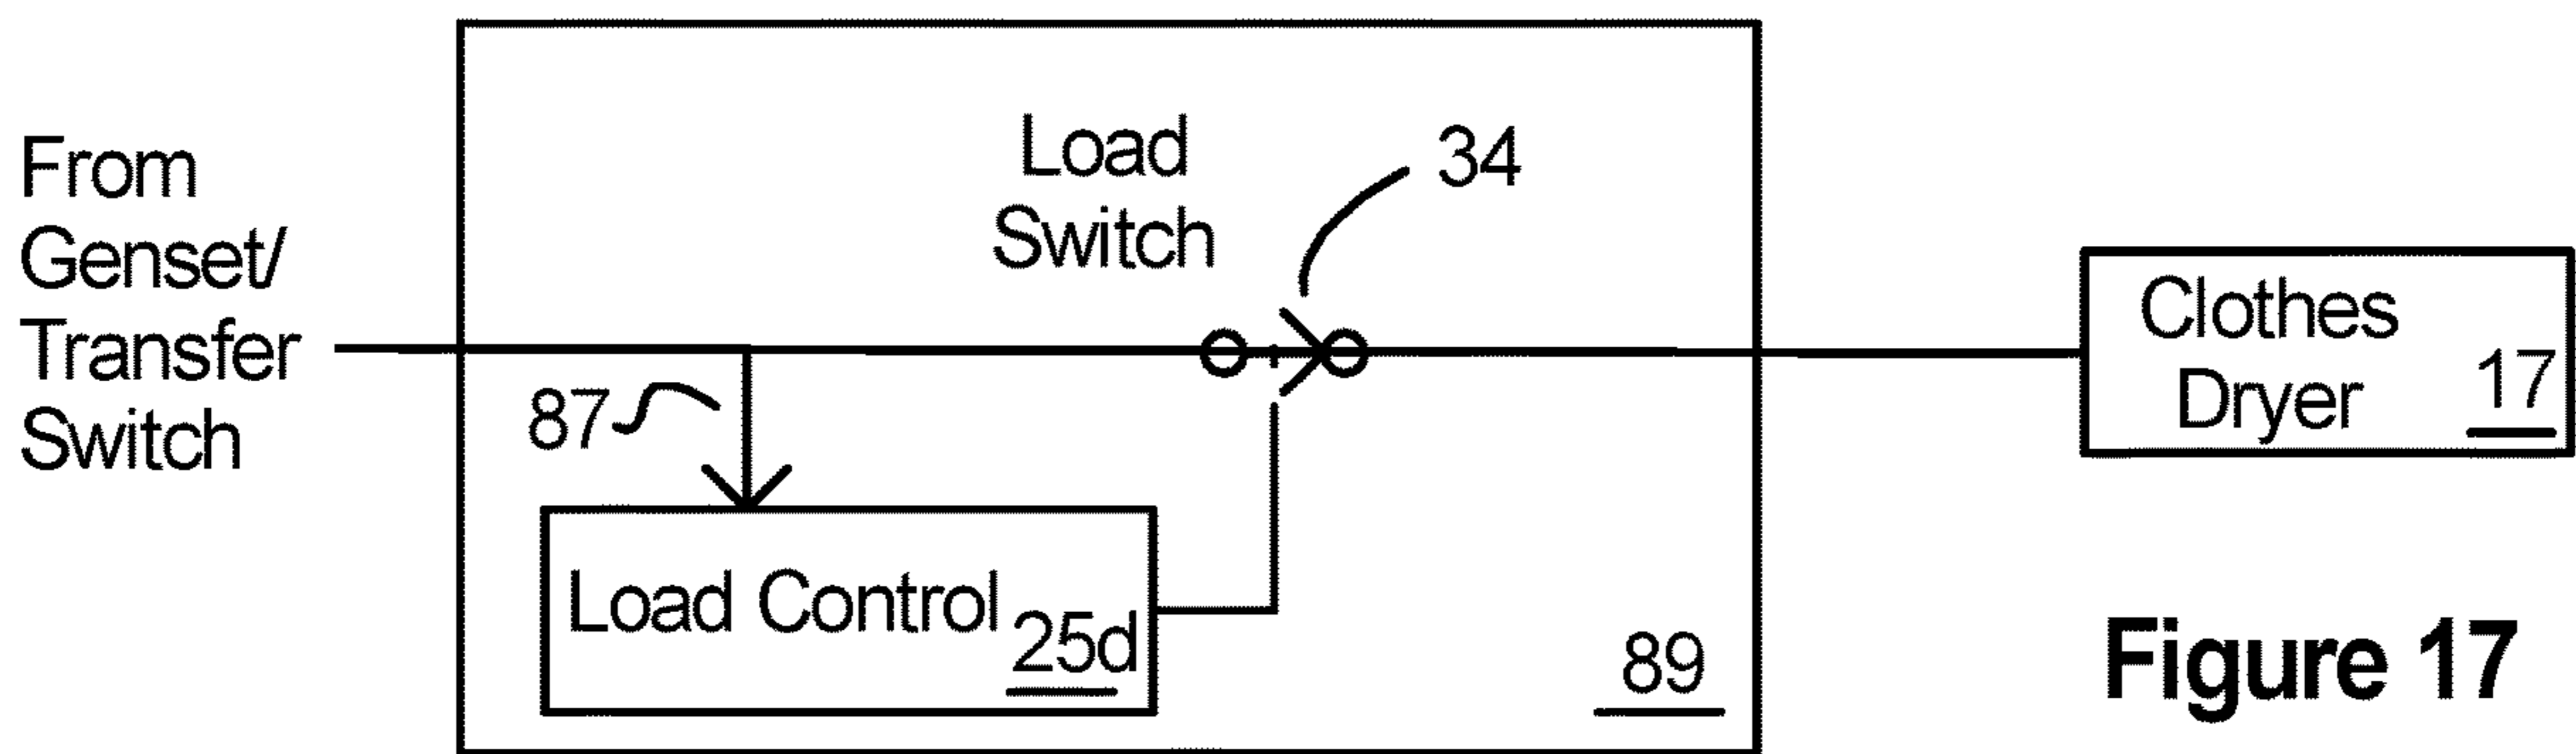 From
Genset/
Transfer
Switch
Load
Switch
34
87
Load Control 25d
89
Clothes
Dryer 17
Figure 17